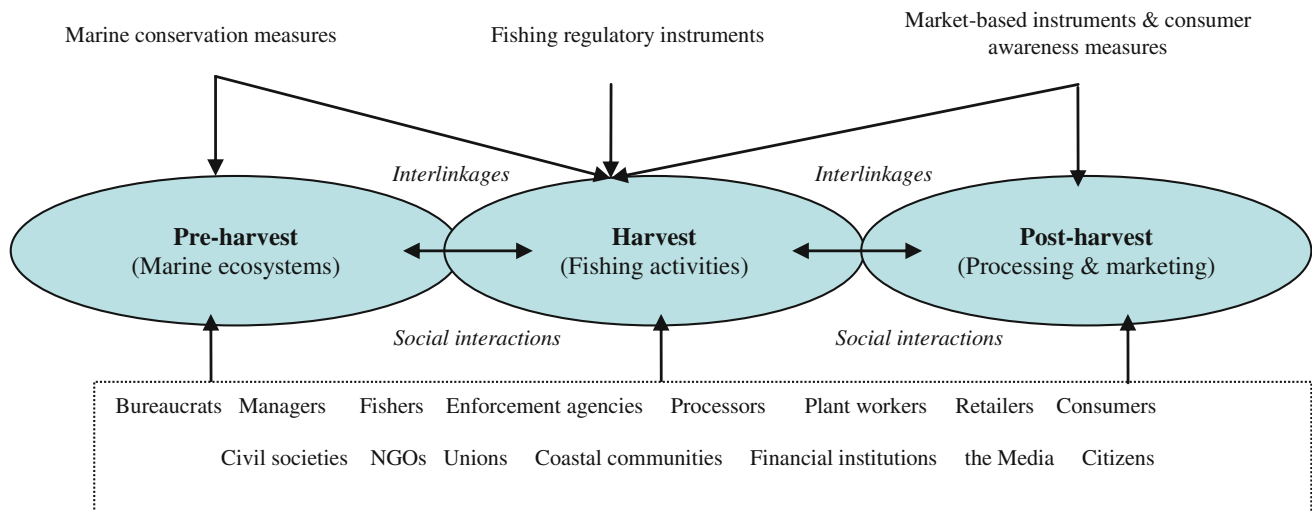 Marine conservation measures
Fishing regulatory instruments
Market-based instruments & consumer
awareness measures
Interlinkages
Interlinkages
Pre-harvest
(Marine ecosystems)
Harvest
(Fishing activities)
Post-harvest
(Processing & marketing)
Social interactions
Social interactions
Bureaucrats Managers Fishers Enforcement agencies Processors Plant workers Retailers Consumers
Civil societies NGOs Unions Coastal communities Financial institutions the Media Citizens